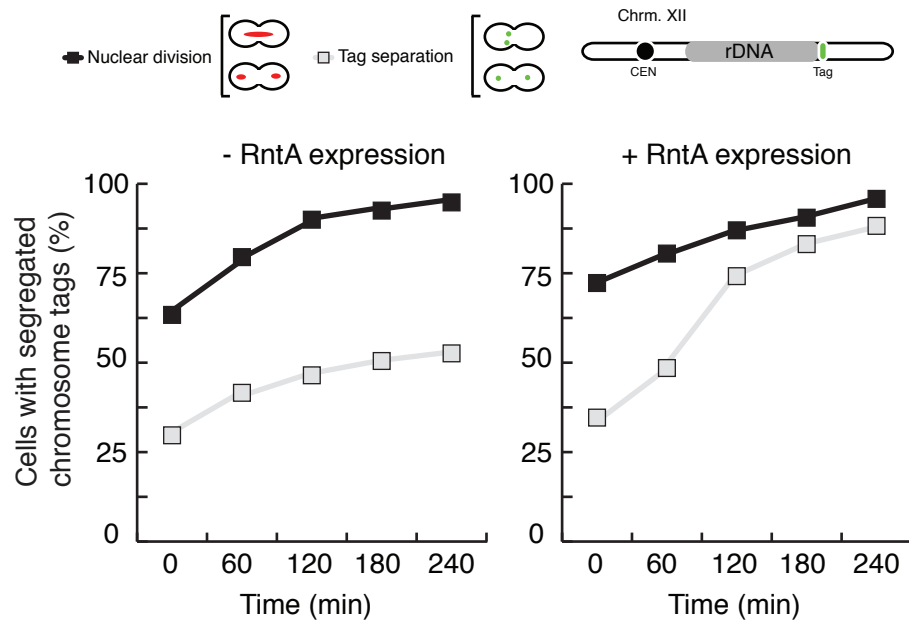 Chrm. XII
Nuclear division
Tag separation
rDNA
CEN
Tag
- RntA expression
+ RntA expression
Cells with segregated
chromosome tags (%)
100
75
50
25
0
0 60 120 180 240
Time (min)
100
75
50
25
0
0 60 120 180 240
Time (min)